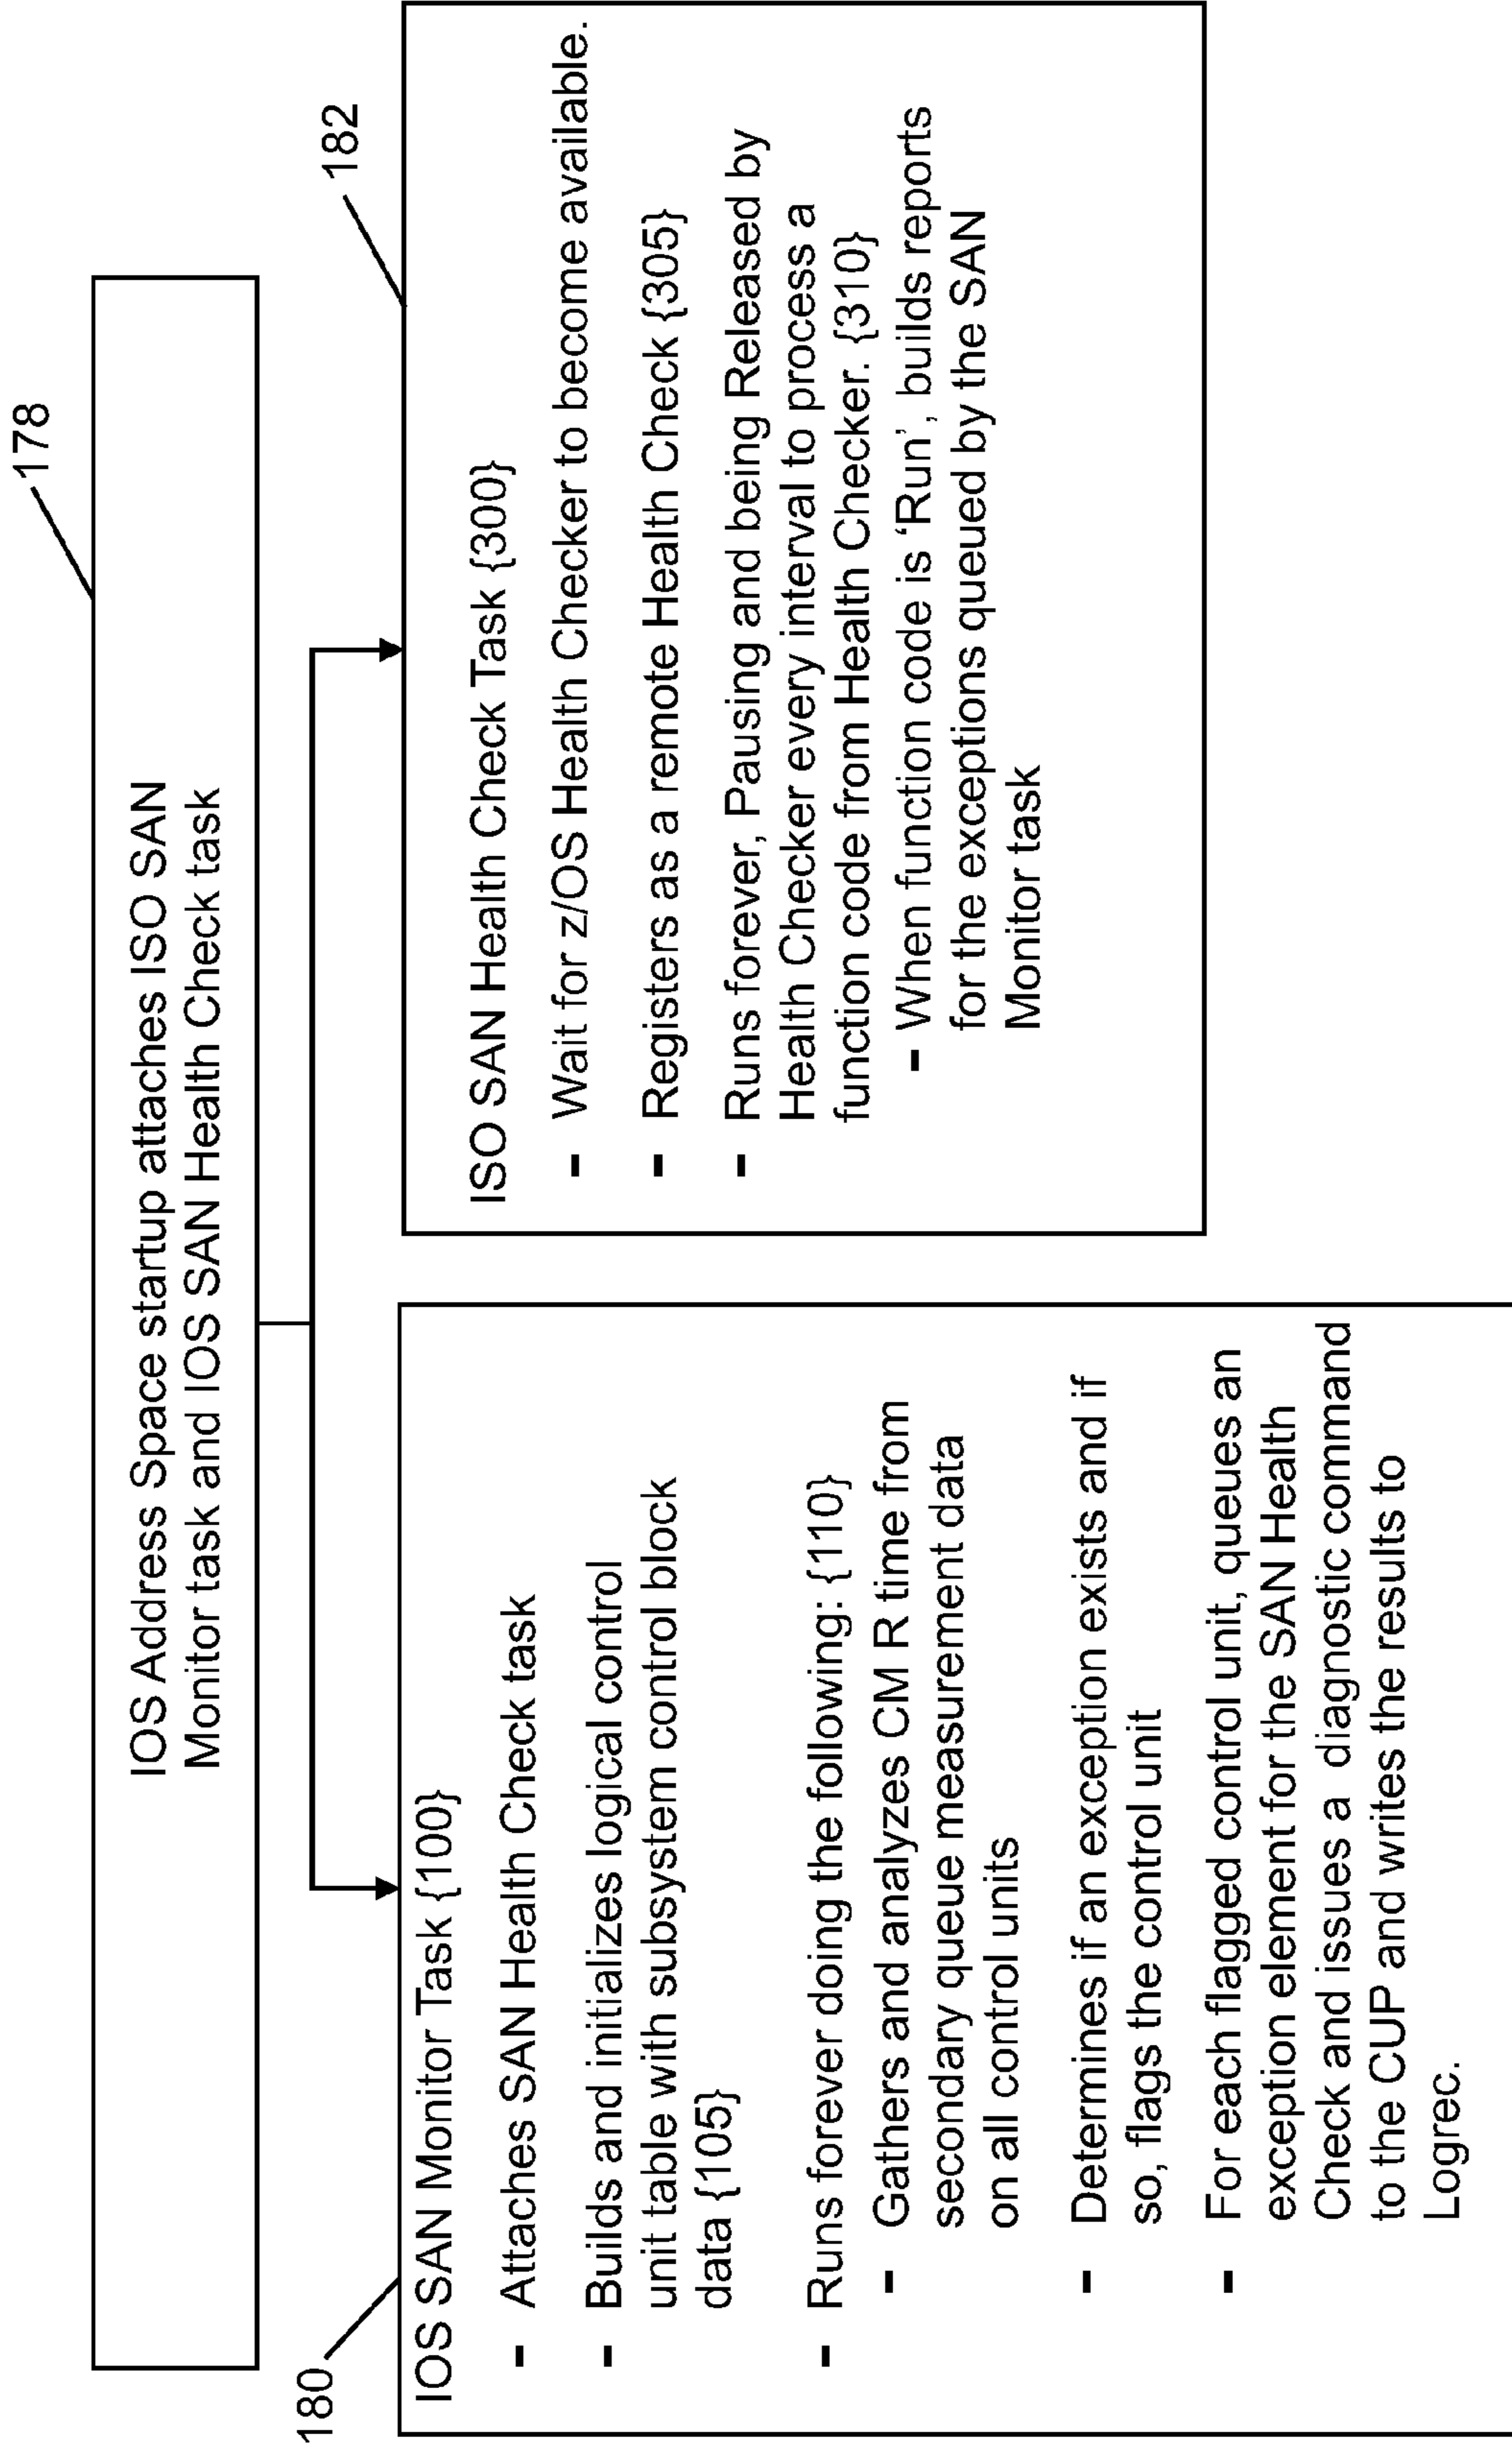 178
IOS Address Space startup attaches ISO SAN
Monitor task and IOS SAN Health Check task
180
IOS SAN Monitor Task {100}
- Attaches SAN Health Check task
- Builds and initializes logical control
unit table with subsystem control block
data {105}
- Runs forever doing the following: {110}
- Gathers and analyzes CM R time from
secondary queue measurement data
on all control units
- Determines if an exception exists and if
so, flags the control unit
- For each flagged control unit, queues an
exception element for the SAN Health
Check and issues a diagnostic command
to the CUP and writes the results to
Logrec.
182
ISO SAN Health Check Task {300}
- Wait for z/OS Health Checker to become available.
- Registers as a remote Health Check {305}
- Runs forever, Pausing and being Released by
Health Checker every interval to process a
function code from Health Checker. {310}
- When function code is ‘Run’, builds reports
for the exceptions queued by the SAN
Monitor task